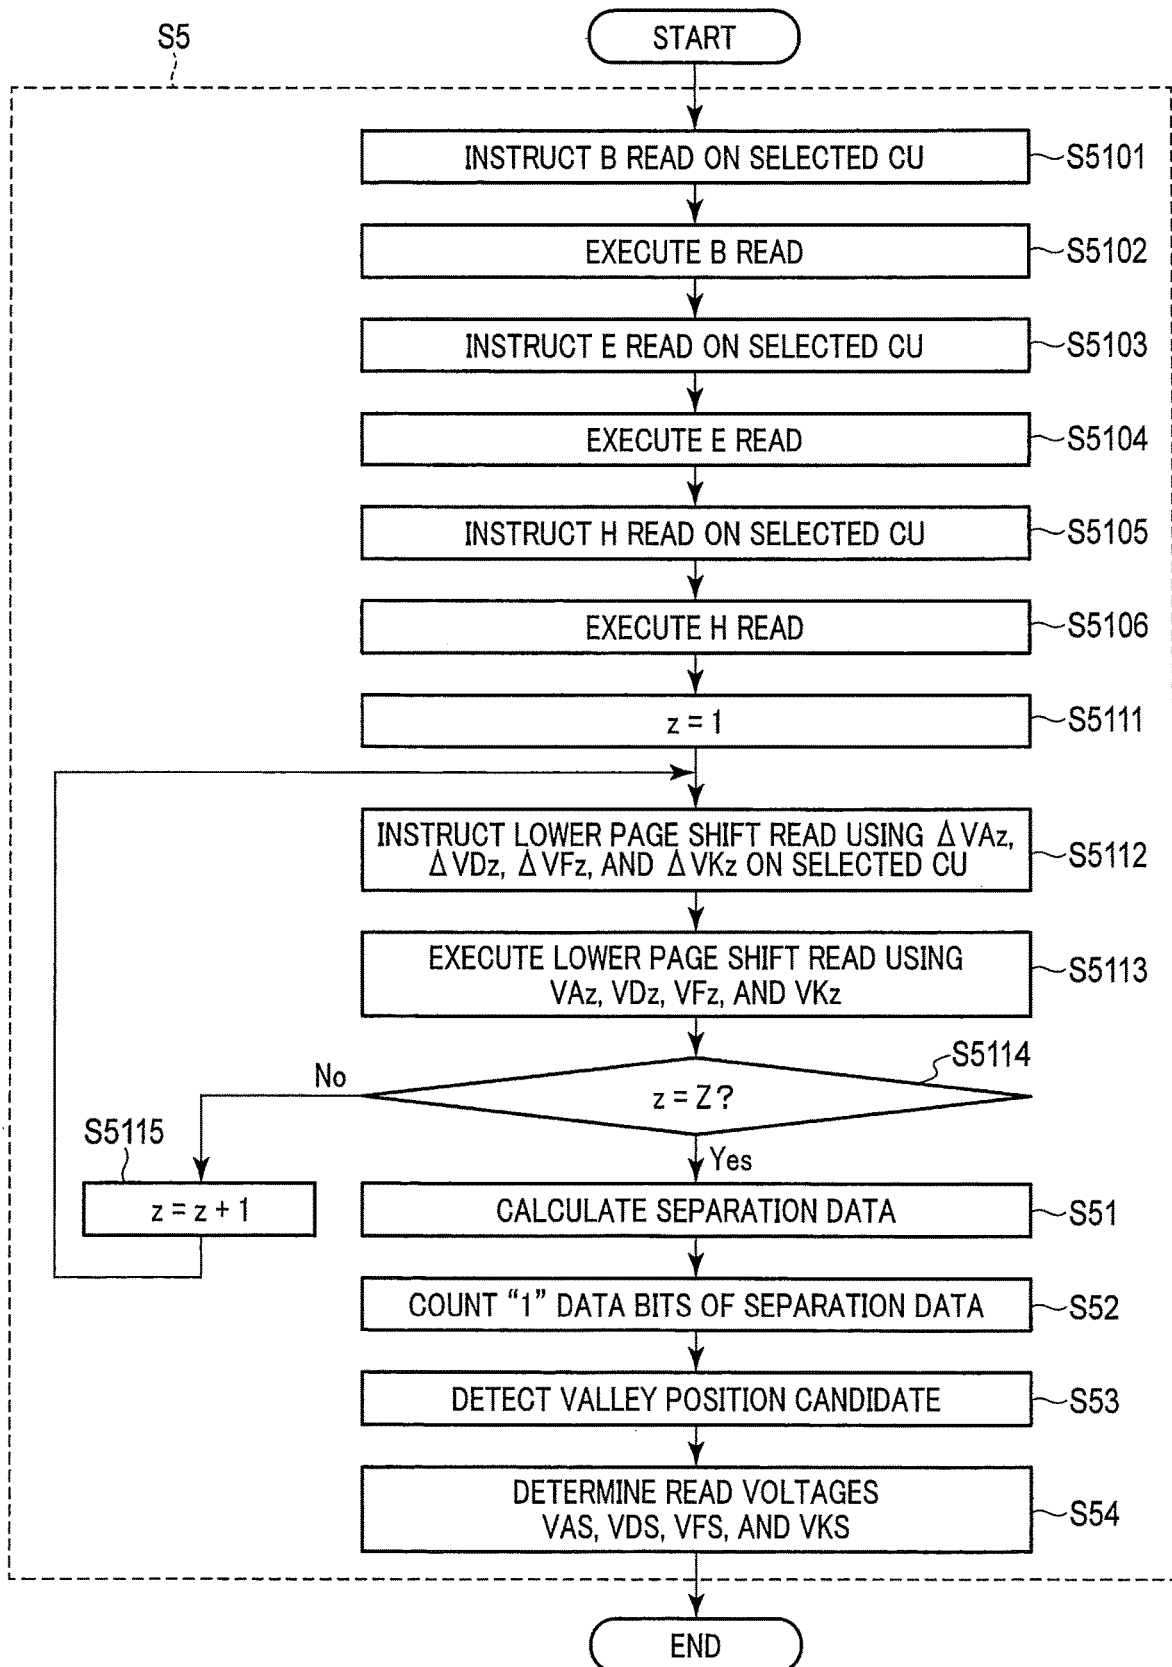 START
S5
INSTRUCT B READ ON SELECTED CU
S5101
EXECUTE B READ
S5102
INSTRUCT E READ ON SELECTED CU
S5103
EXECUTE E READ
S5104
INSTRUCT H READ ON SELECTED CU
S5105
EXECUTE H READ
S5106
z = 1
S5111
INSTRUCT LOWER PAGE SHIFT READ USING ΔVAz,
ΔVDz, ΔVFz, AND ΔVKz ON SELECTED CU
S5112
EXECUTE LOWER PAGE SHIFT READ USING
VAz, VDz, VFz, AND VKz
S5113
z = Z?
S5114
No
Yes
S5115
z = z + 1
CALCULATE SEPARATION DATA
S51
COUNT “1” DATA BITS OF SEPARATION DATA
S52
DETECT VALLEY POSITION CANDIDATE
S53
DETERMINE READ VOLTAGES
VAS, VDS, VFS, AND VKS
S54
END